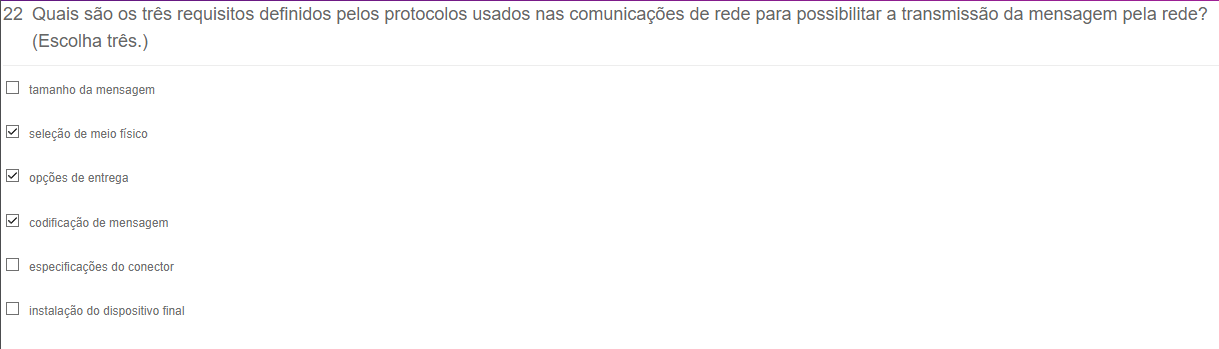 22 Quais são os três requisitos definidos pelos protocolos usados nas comunicações de rede para possibilitar a transmissão da mensagem pela rede?
(Escolha três.)
tamanho da mensagem
seleção de meio físico
opções de entrega
codificação de mensagem
especificações do conector
instalação do dispositivo final